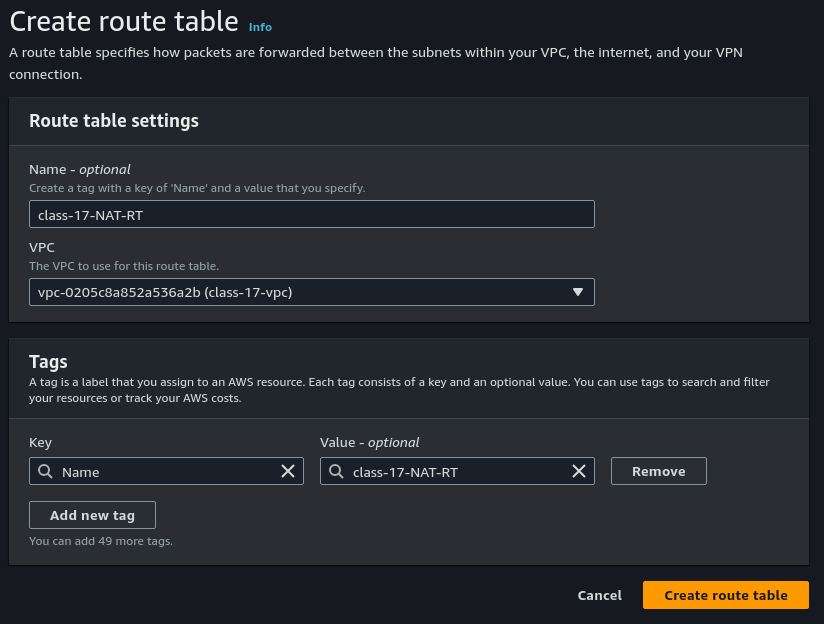 Create route table Info
A route table specifies how packets are forwarded between the subnets within your VPC, the internet, and your VPN
connection.
Route table settings
Name - optional
Create a tag with a key of 'Name' and a value that you specify.
class-17-NAT-RT
VPC
The VPC to use for this route table.
vpc-0205c8a852a536a2b (class-17-vpc)
Tags
A tag is a label that you assign to an AWS resource. Each tag consists of a key and an optional value. You can use tags to search and filter
your resources or track your AWS costs.
Key
Value - optional
Name
class-17-NAT-RT
Remove
Add new tag
You can add 49 more tags.
Cancel
Create route table